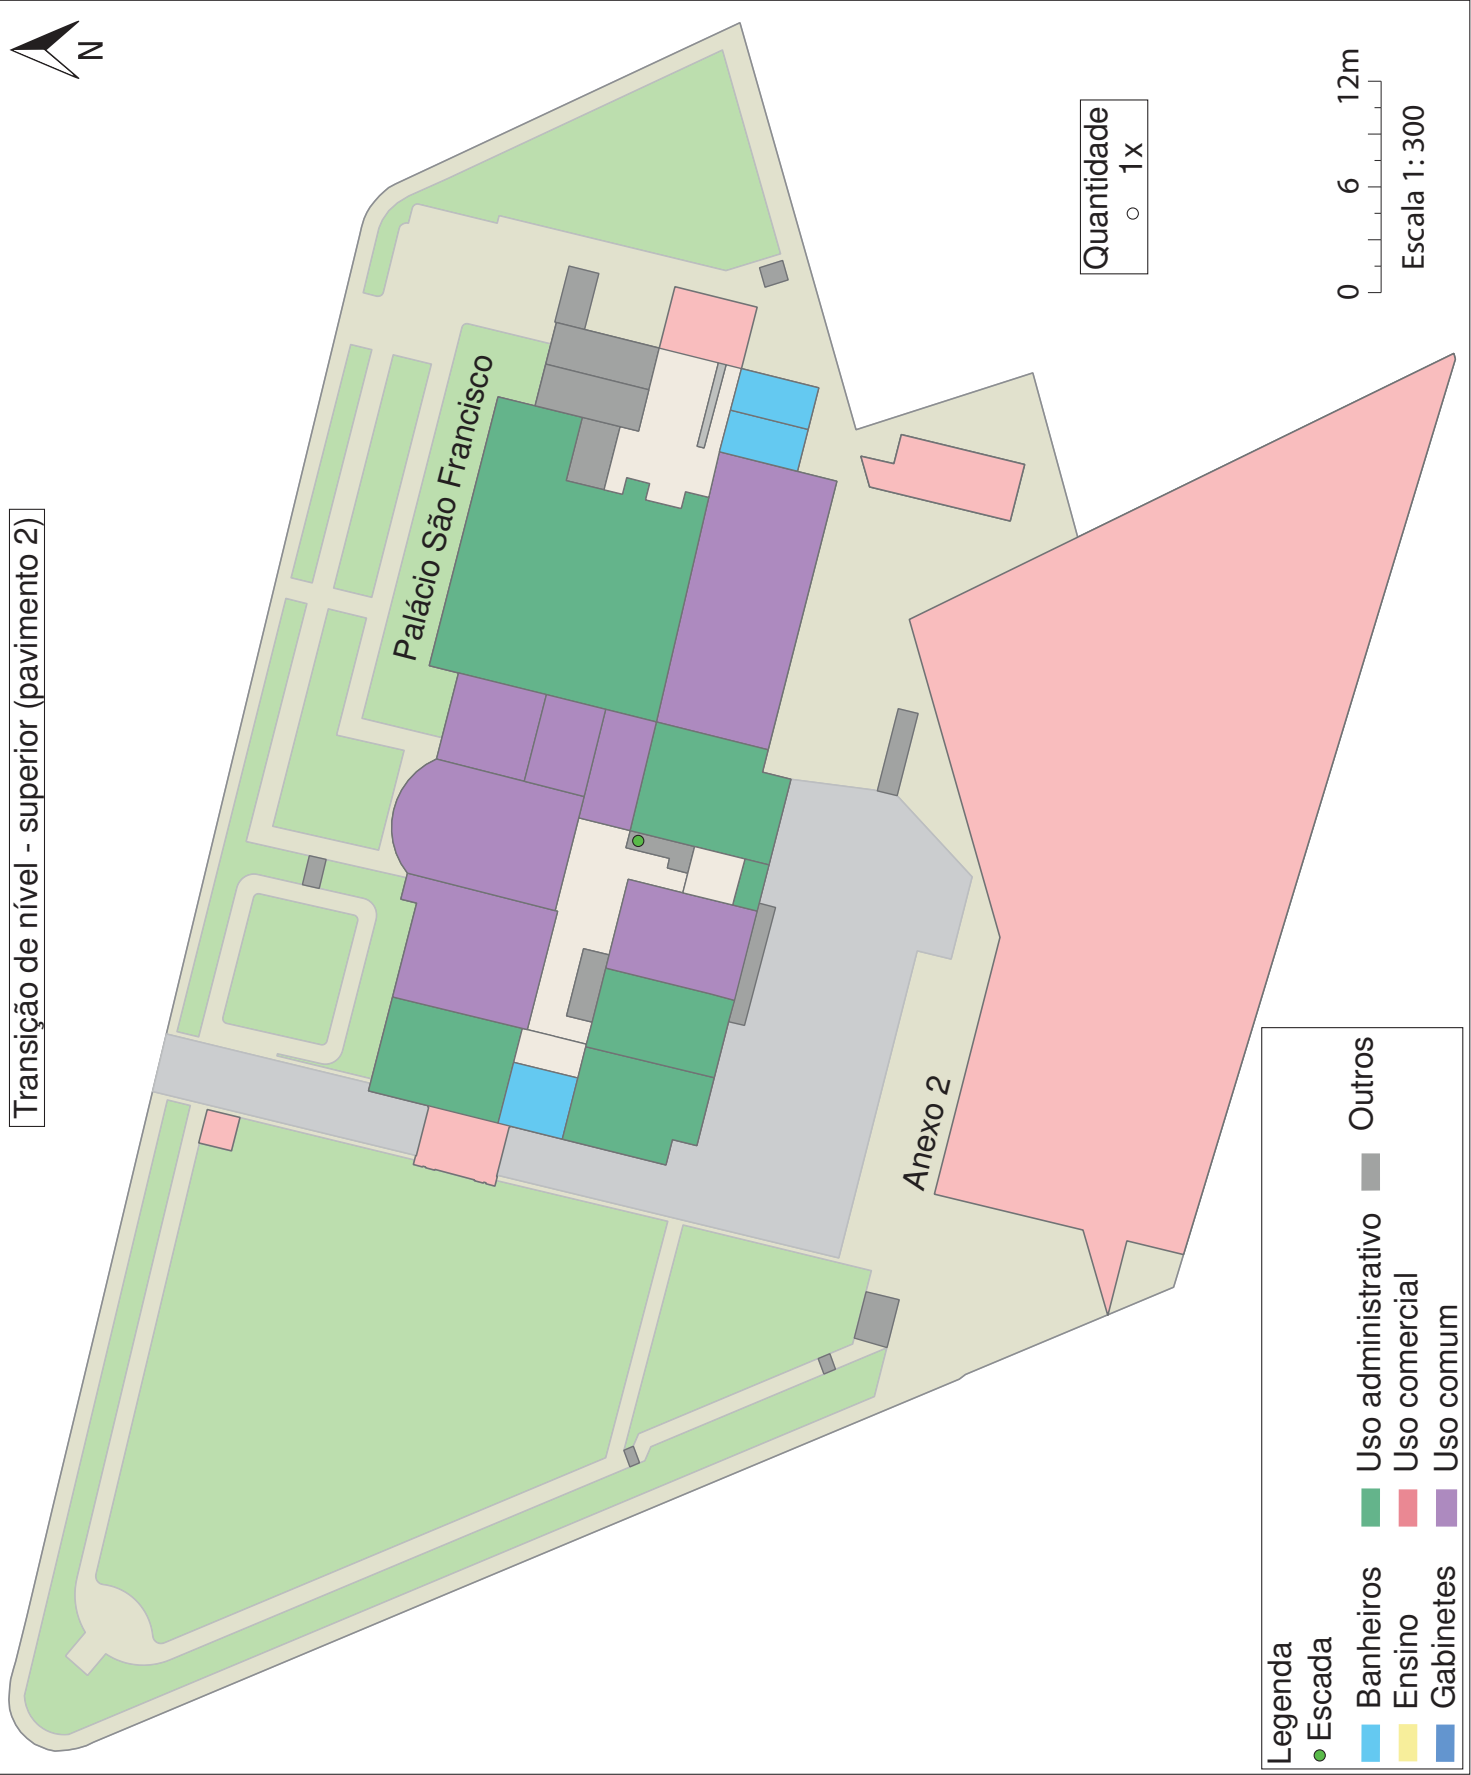 Transição de nível - superior (pavimento 2)
N
Palácio São Francisco
Anexo 2
Quantidade
1x
0 6 12m
Escala 1: 300
Legenda
Escada
Banheiros
Ensino
Gabinetes
Uso administrativo
Uso comercial
Uso comum
Outros